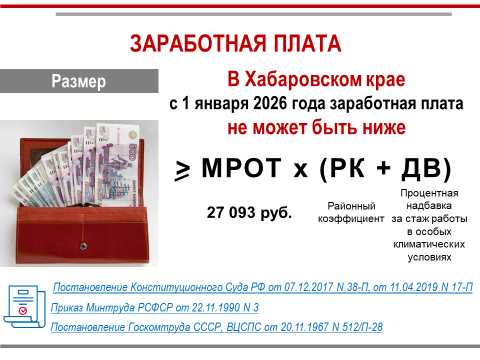 ЗАРАБОТНАЯ ПЛАТА
Размер
В Хабаровском крае
с 1 января 2026 года заработная плата
не может быть ниже
≥ МРОТ х (РК + ДВ)
27 093 руб.
Районный
коэффициент
Процентная
надбавка
за стаж работы
в особых
климатических
условиях
Постановление Конституционного Суда РФ от 07.12.2017 N 38-П, от 11.04.2019 N 17-П
Приказ Минтруда РСФСР от 22.11.1990 N 3
Постановление Госкомтруда СССР, ВЦСПС от 20.11.1967 N 512/П-28